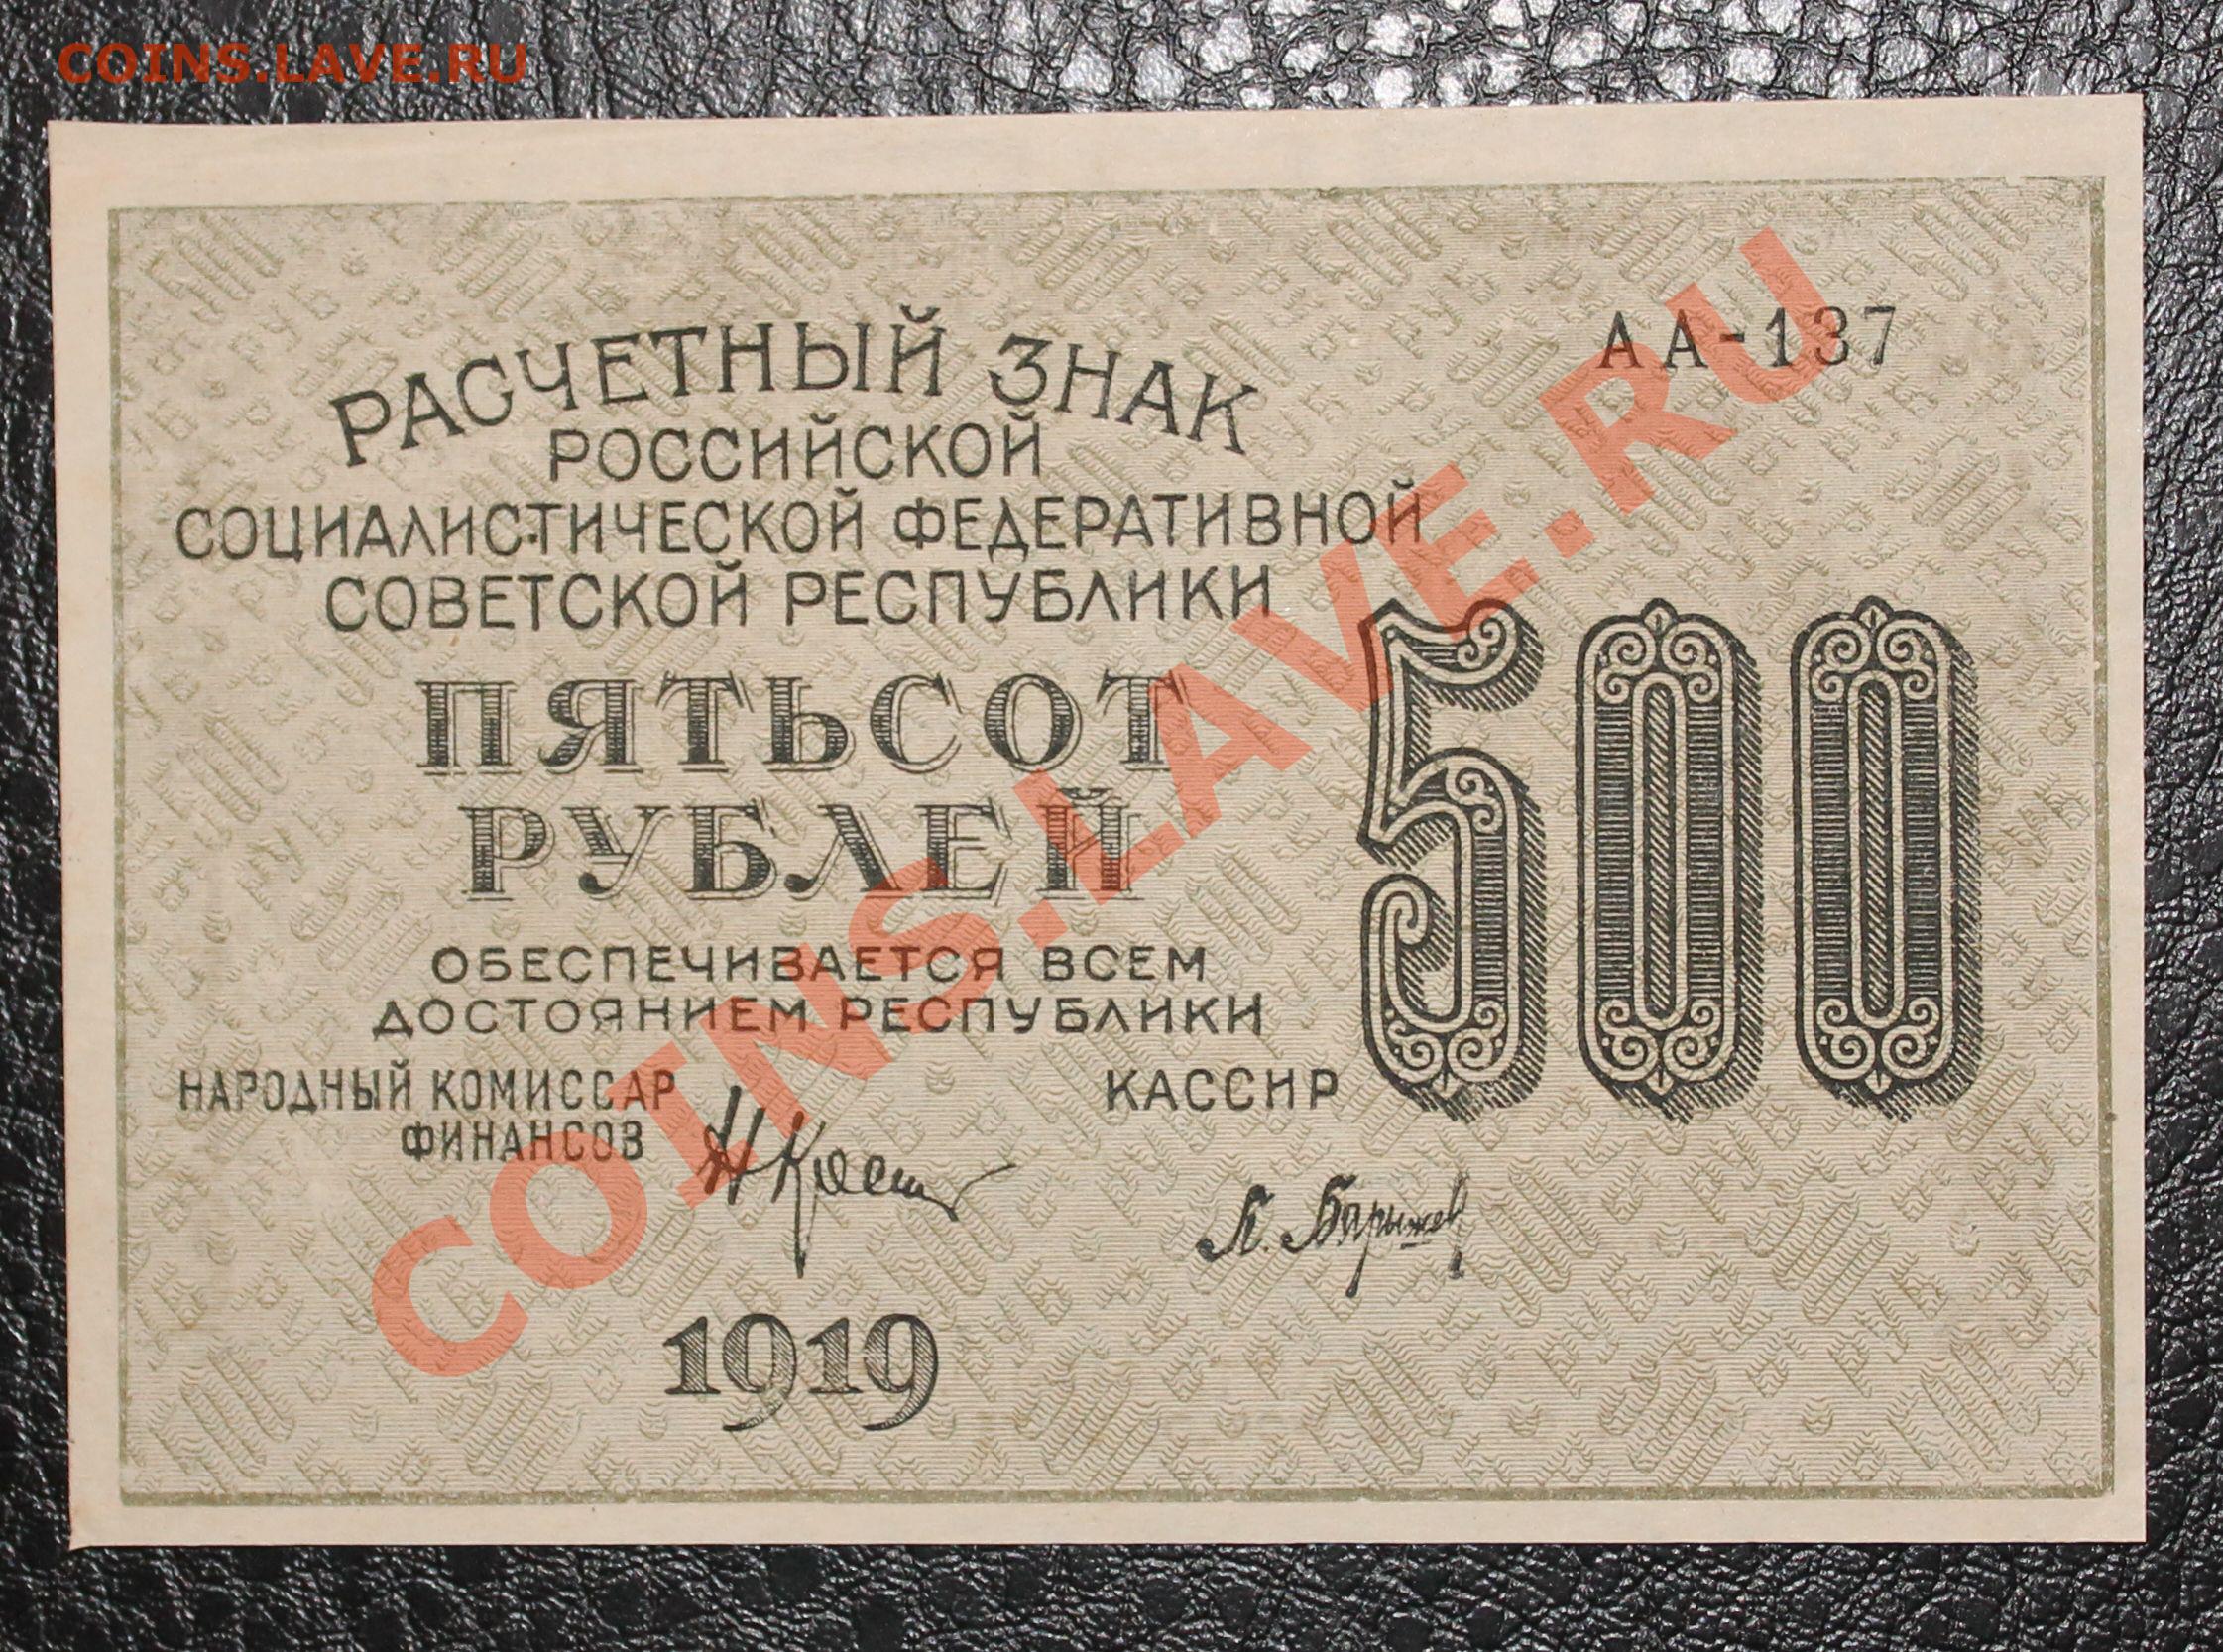 COINS.LAVE.RU
АА-137
РАСЧЕТНЫЙ ЗНАК
РОССИЙСКОЙ
СОЦИАЛИСТИЧЕСКОЙ ФЕДЕРАТИВНОЙ
СОВЕТСКОЙ РЕСПУБЛИКИ
ПЯТЬСОТ
РУБЛЕЙ
500
ОБЕСПЕЧИВАЕТСЯ ВСЕМ
ДОСТОЯНИЕМ РЕСПУБЛИКИ
НАРОДНЫЙ КОМИССАР
ФИНАНСОВ
КАССИР
1919
COINS.LAVE.RU